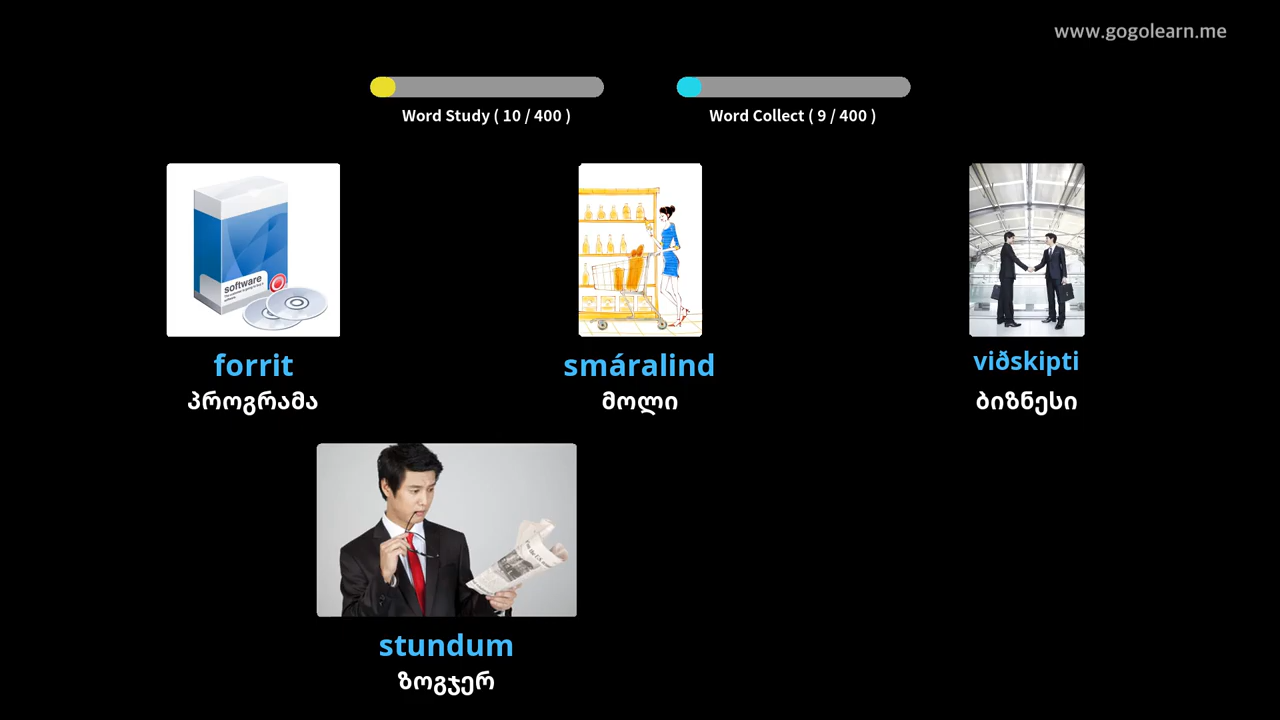 www.gogolearn.me
Word Study ( 10 / 400 )
Word Collect ( 9 / 400 )
software
forrit
პროგრამა
smáralind
მოლი
viðskipti
ბიზნესი
stundum
ზოგჯერ